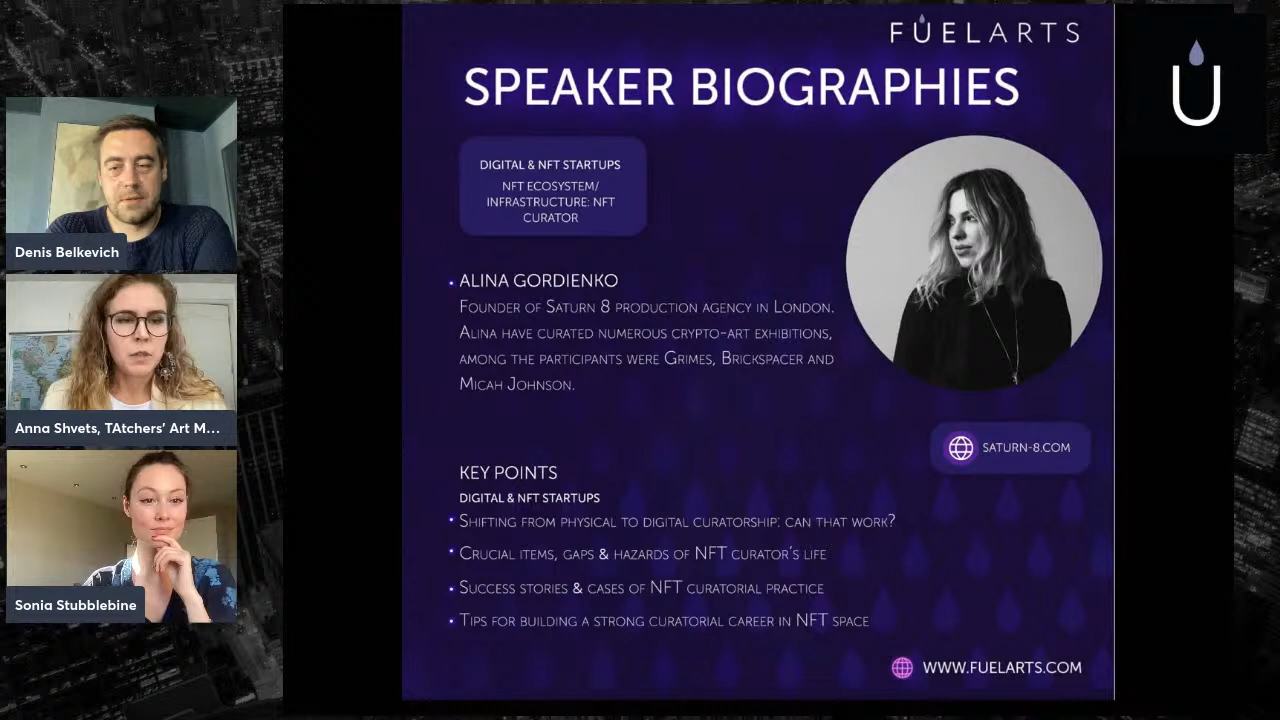 FUELARTS
SPEAKER BIOGRAPHIES
DIGITAL & NFT STARTUPS
NFT ECOSYSTEM/
INFRASTRUCTURE: NFT
CURATOR
ALINA GORDIENKO
FOUNDER OF SATURN 8 PRODUCTION AGENCY IN LONDON.
ALINA HAVE CURATED NUMEROUS CRYPTO-ART EXHIBITIONS,
AMONG THE PARTICIPANTS WERE GRIMES, BRICKSPACER AND
MICAH JOHNSON.
SATURN-8.COM
KEY POINTS
DIGITAL & NFT STARTUPS
• SHIFTING FROM PHYSICAL TO DIGITAL CURATORSHIP: CAN THAT WORK?
• CRUCIAL ITEMS, GAPS & HAZARDS OF NFT CURATOR'S LIFE
• SUCCESS STORIES & CASES OF NFT CURATORIAL PRACTICE
• TIPS FOR BUILDING A STRONG CURATORIAL CAREER IN NFT SPACE
WWW.FUELARTS.COM
U
Denis Belkevich
Anna Shvets, TAtchers' Art M...
Sonia Stubblebine